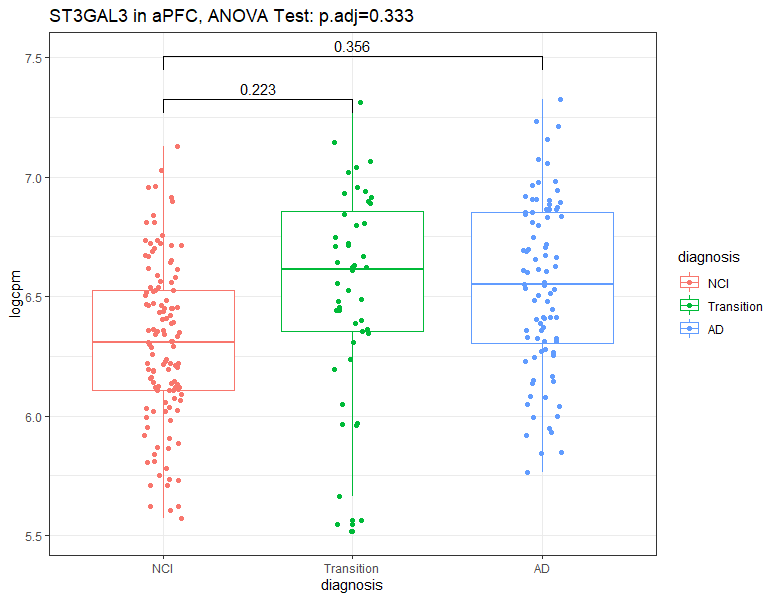 ST3GAL3 in aPFC, ANOVA Test: p.adj=0.333
7.5
7.0
6.5
6.0
5.5
logcpm
0.356
0.223
NCI
Transition
AD
diagnosis
diagnosis
NCI
Transition
AD